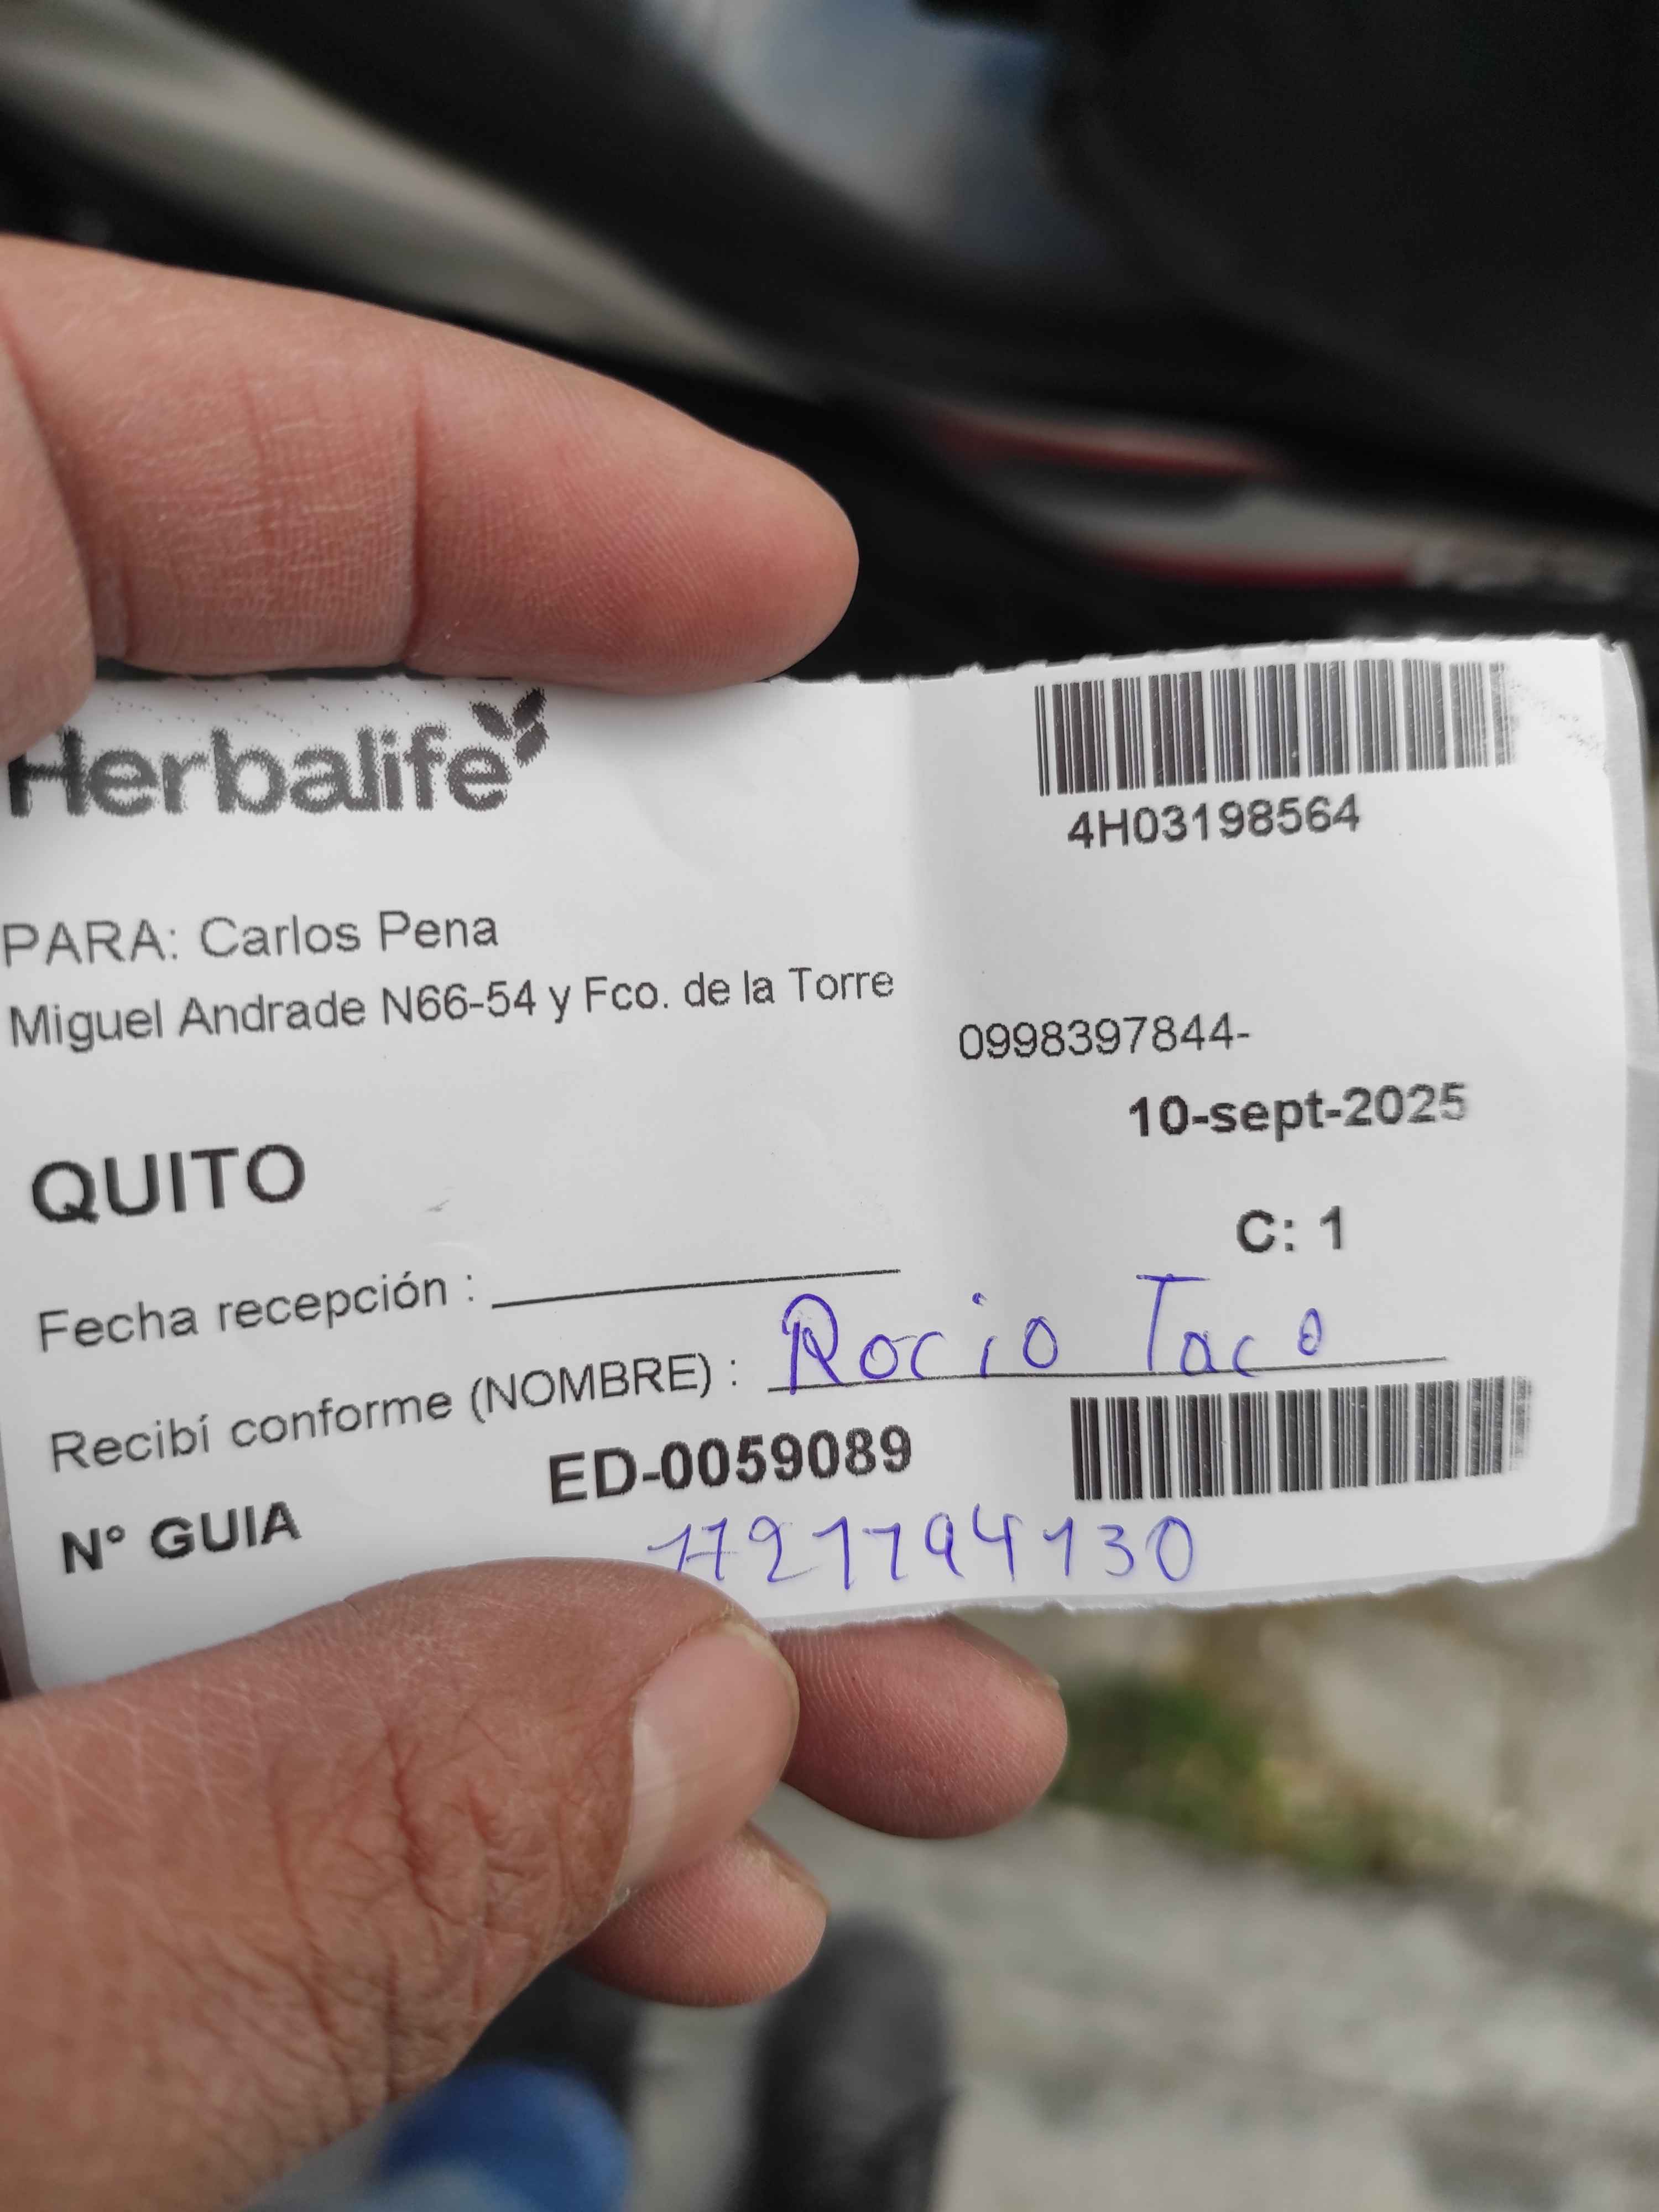 Herbalife
4H03198564
PARA: Carlos Pena
Miguel Andrade N66-54 y Fco. de la Torre
0998397844-
10-sept-2025
QUITO
C: 1
Fecha recepción :
Recibí conforme (NOMBRE) : Rocio Taco
N° GUIA ED-0059089
1721794130